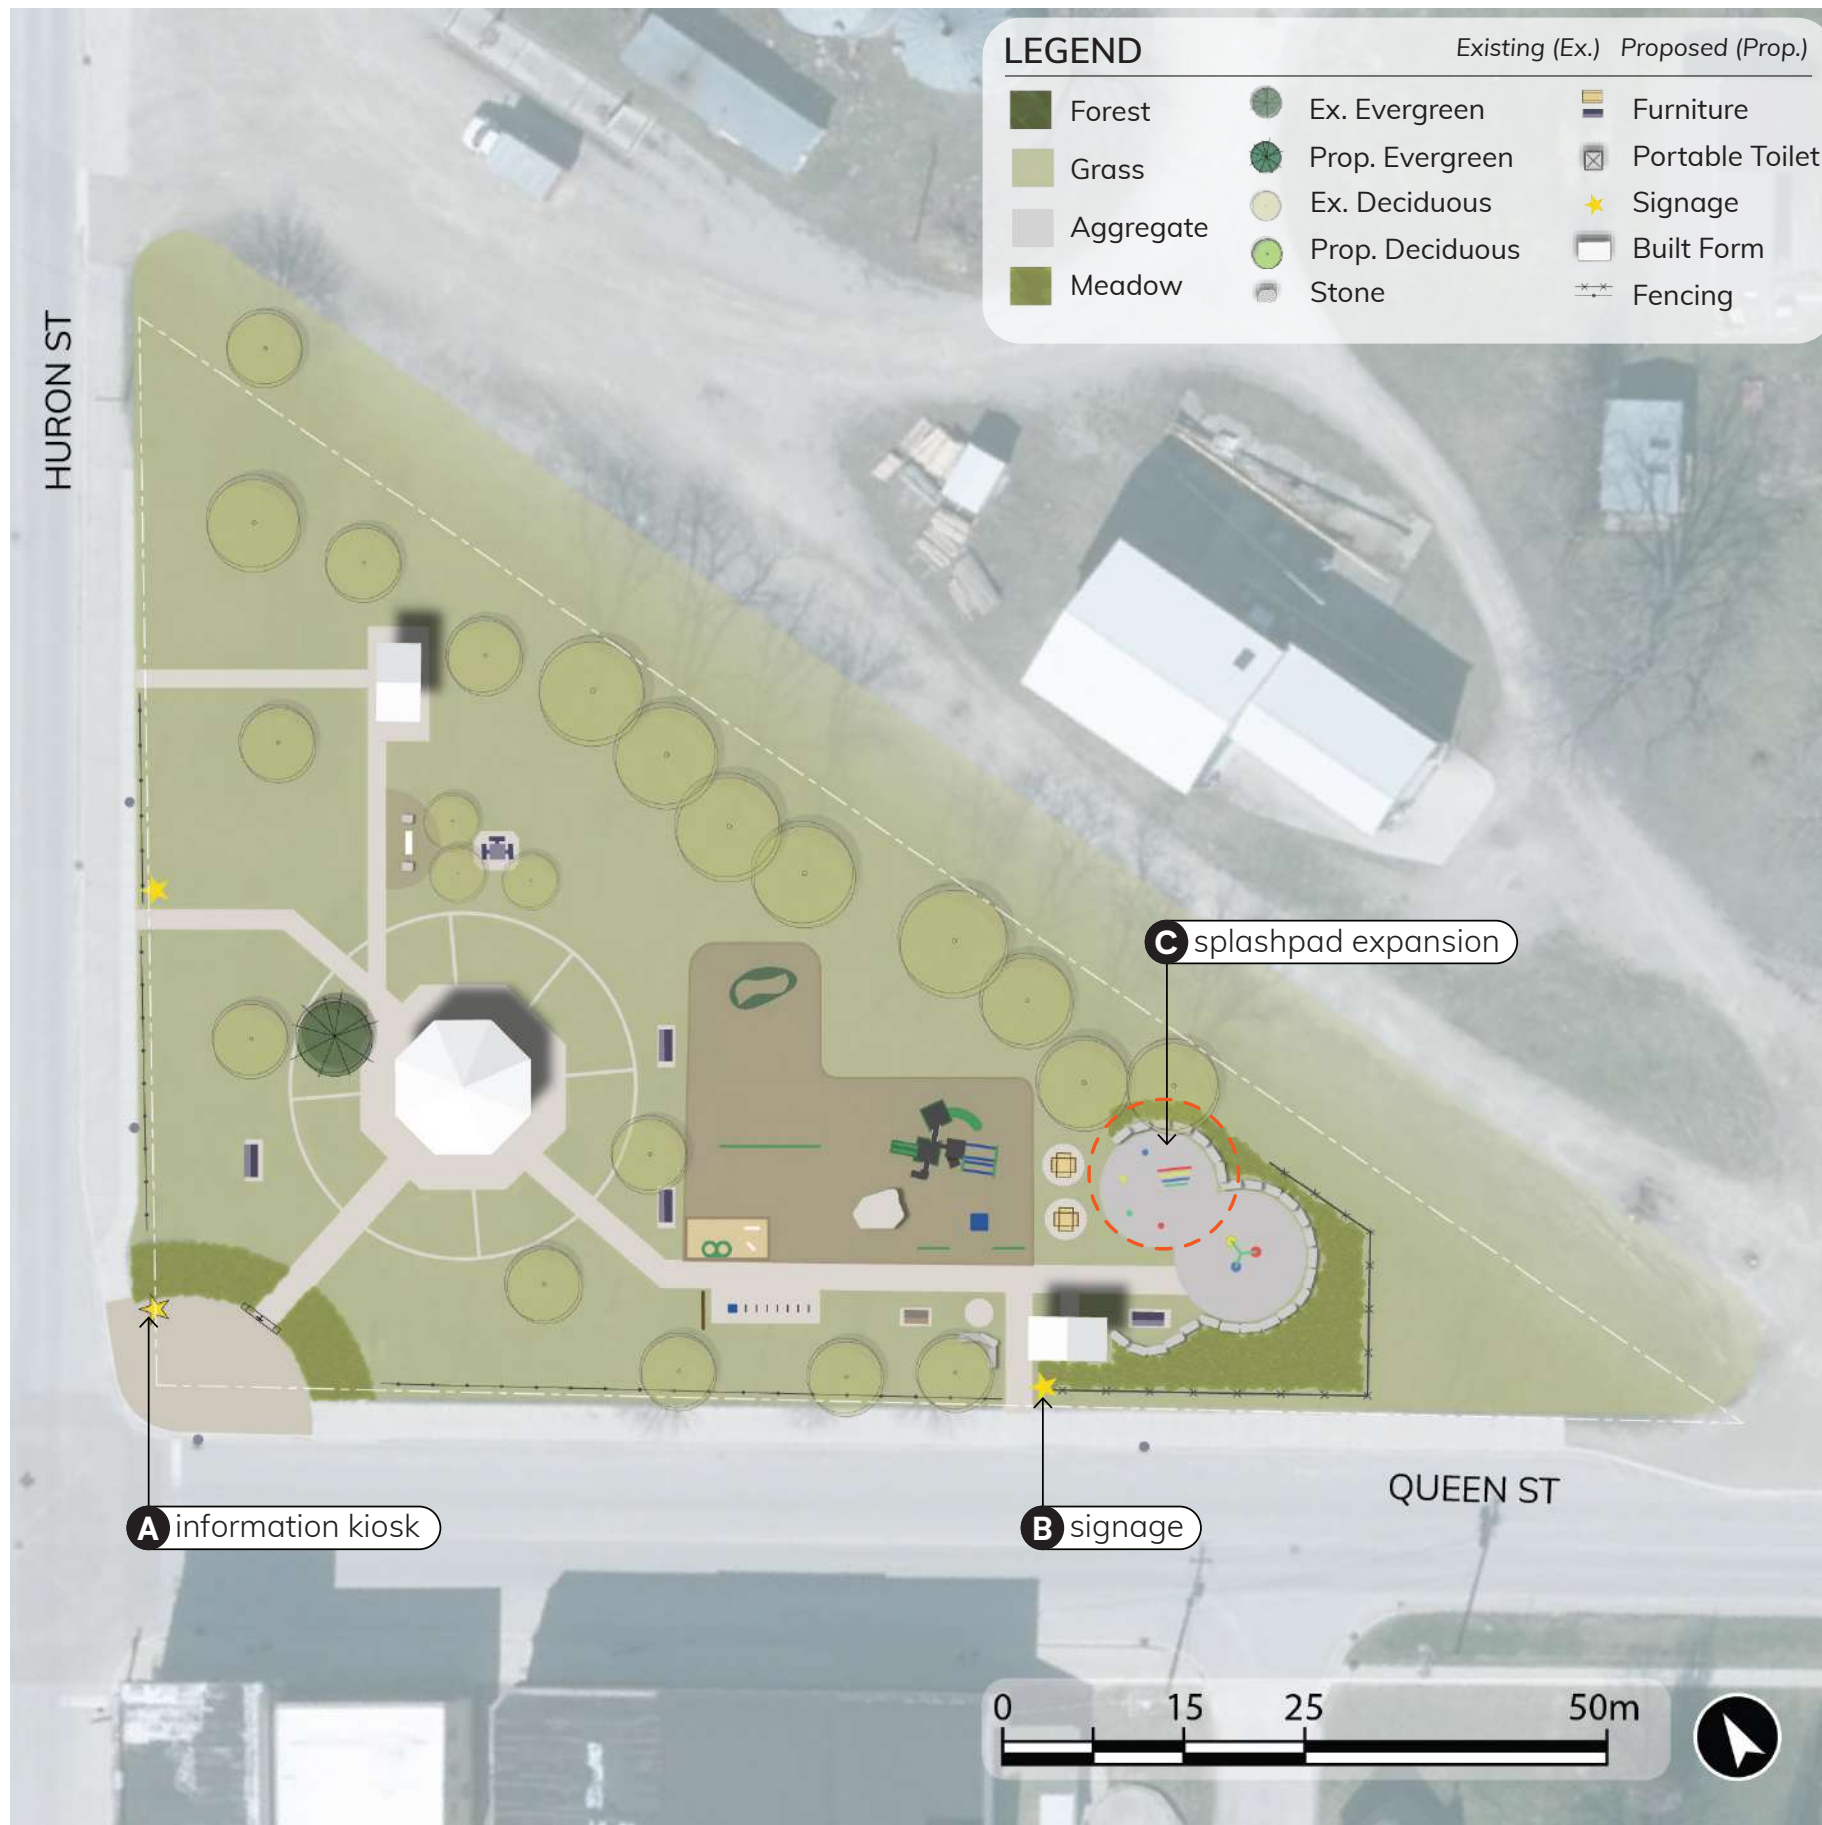 LEGEND
Existing (Ex.) Proposed (Prop.)
Forest
Grass
Aggregate
Meadow
Ex. Evergreen
Prop. Evergreen
Ex. Deciduous
Prop. Deciduous
Stone
Furniture
Portable Toilet
Signage
Built Form
Fencing
HURON ST
C splashpad expansion
QUEEN ST
A information kiosk
B signage
0 15 25 50m